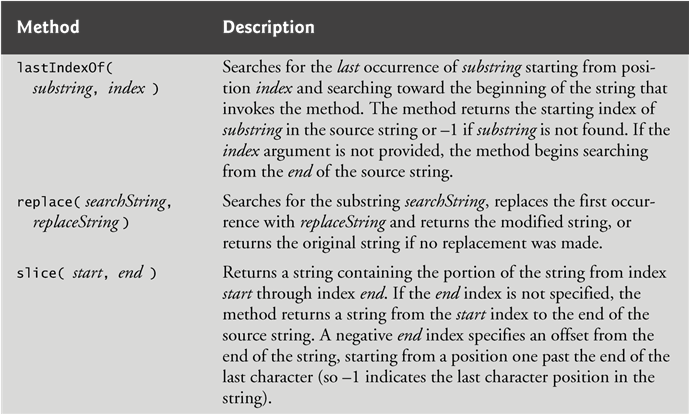 Method Description
lastIndexOf( Searches for the last occurrence of substring starting from posi-
substring, index ) tion index and searching toward the beginning of the string that
invokes the method. The method returns the starting index of
substring in the source string or –1 if substring is not found. If the
index argument is not provided, the method begins searching
from the end of the source string.
replace( searchString, Searches for the substring searchString, replaces the first occur-
replaceString ) rence with replaceString and returns the modified string, or
returns the original string if no replacement was made.
slice( start, end ) Returns a string containing the portion of the string from index
start through index end. If the end index is not specified, the
method returns a string from the start index to the end of the
source string. A negative end index specifies an offset from the
end of the string, starting from a position one past the end of the
last character (so –1 indicates the last character position in the
string).